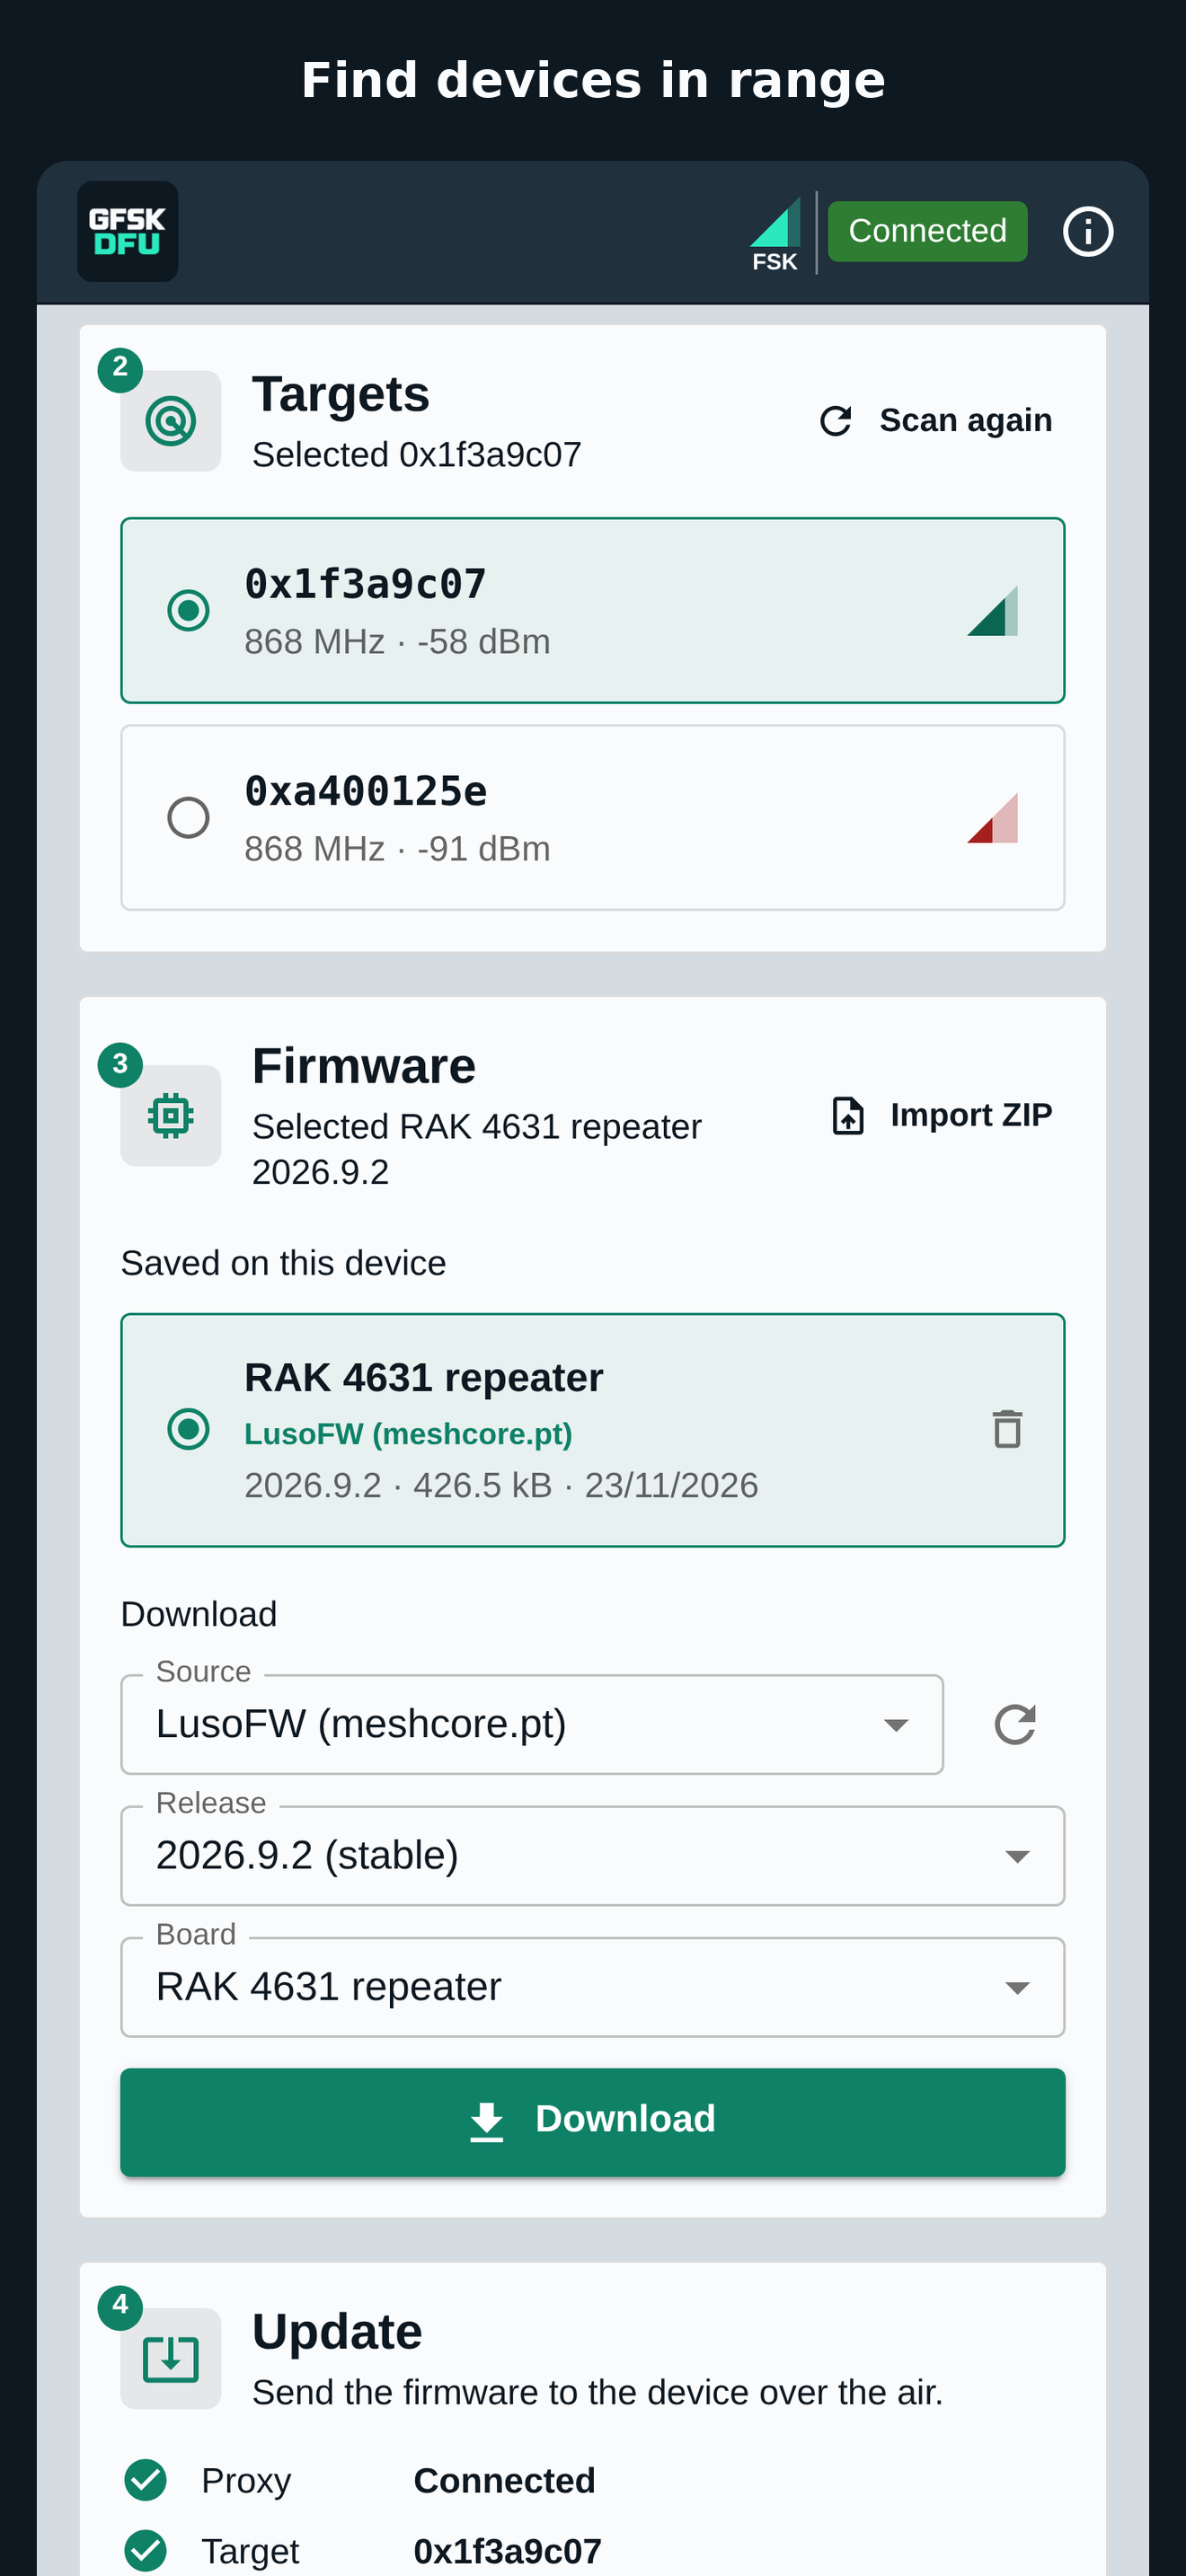 Find devices in range
GFSK
DFU
FSK
Connected
2
Targets
Selected 0x1f3a9c07
Scan again
0x1f3a9c07
868 MHz · -58 dBm
0xa400125e
868 MHz · -91 dBm
3
Firmware
Selected RAK 4631 repeater
2026.9.2
Import ZIP
Saved on this device
RAK 4631 repeater
LusoFW (meshcore.pt)
2026.9.2 · 426.5 kB · 23/11/2026
Download
Source
LusoFW (meshcore.pt)
Release
2026.9.2 (stable)
Board
RAK 4631 repeater
Download
4
Update
Send the firmware to the device over the air.
Proxy Connected
Target 0x1f3a9c07